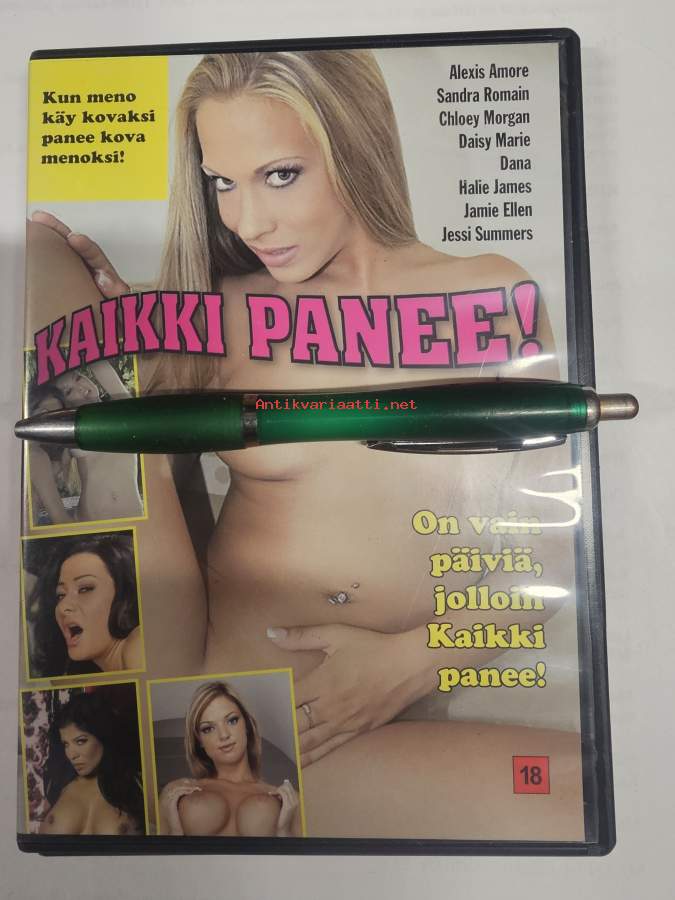 Kun meno
käy kovaksi
panee kova
menoksi!
Alexis Amore
Sandra Romain
Chloey Morgan
Daisy Marie
Dana
Halie James
Jamie Ellen
Jessi Summers
KAIKKI PANEE!
Antikvariaatti.net
On vain
päiviä,
jolloin
Kaikki
panee!
18